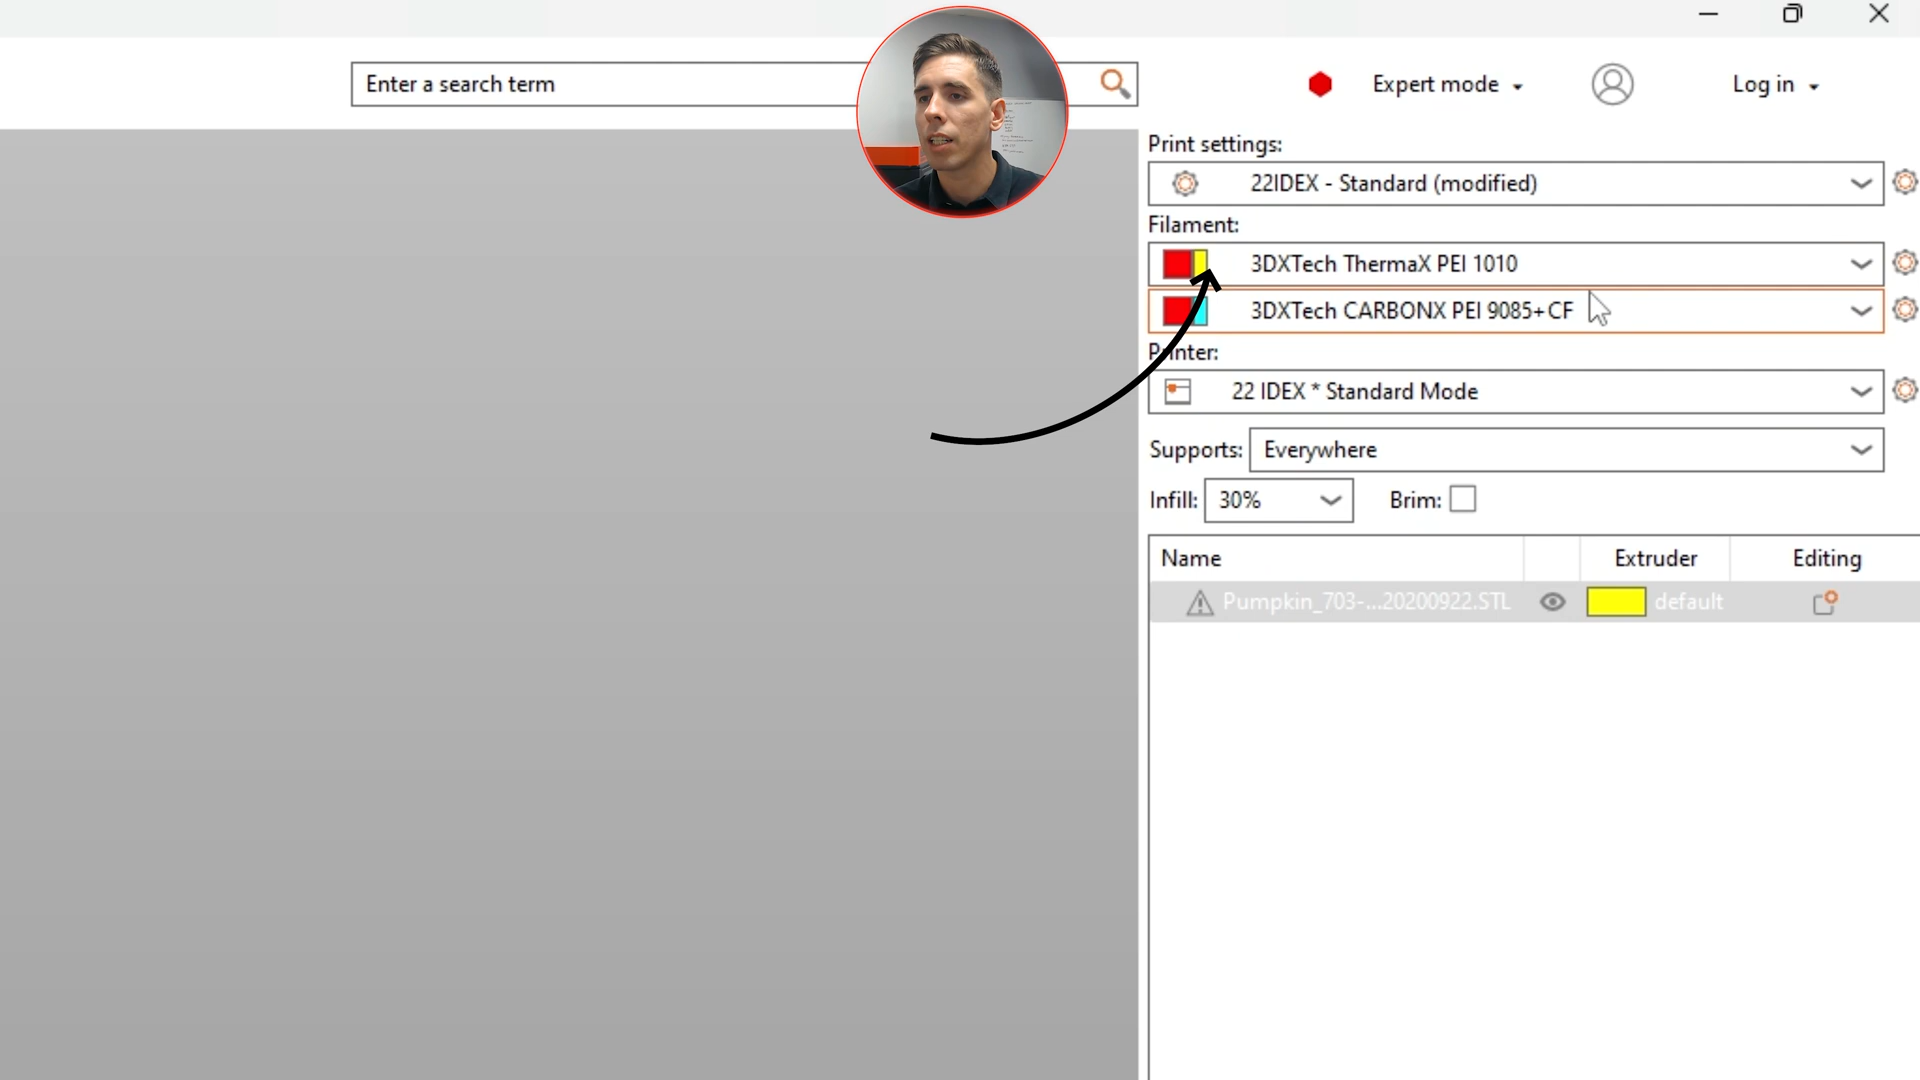 Enter a search term
Expert mode
Log in
Print settings:
22IDEX - Standard (modified)
Filament:
3DXTech ThermaX PEI 1010
3DXTech CARBONX PEI 9085+CF
Printer:
22 IDEX * Standard Mode
Supports: Everywhere
Infill: 30% Brim:
Name Extruder Editing
Pumpkin_703-...20200922.STL default